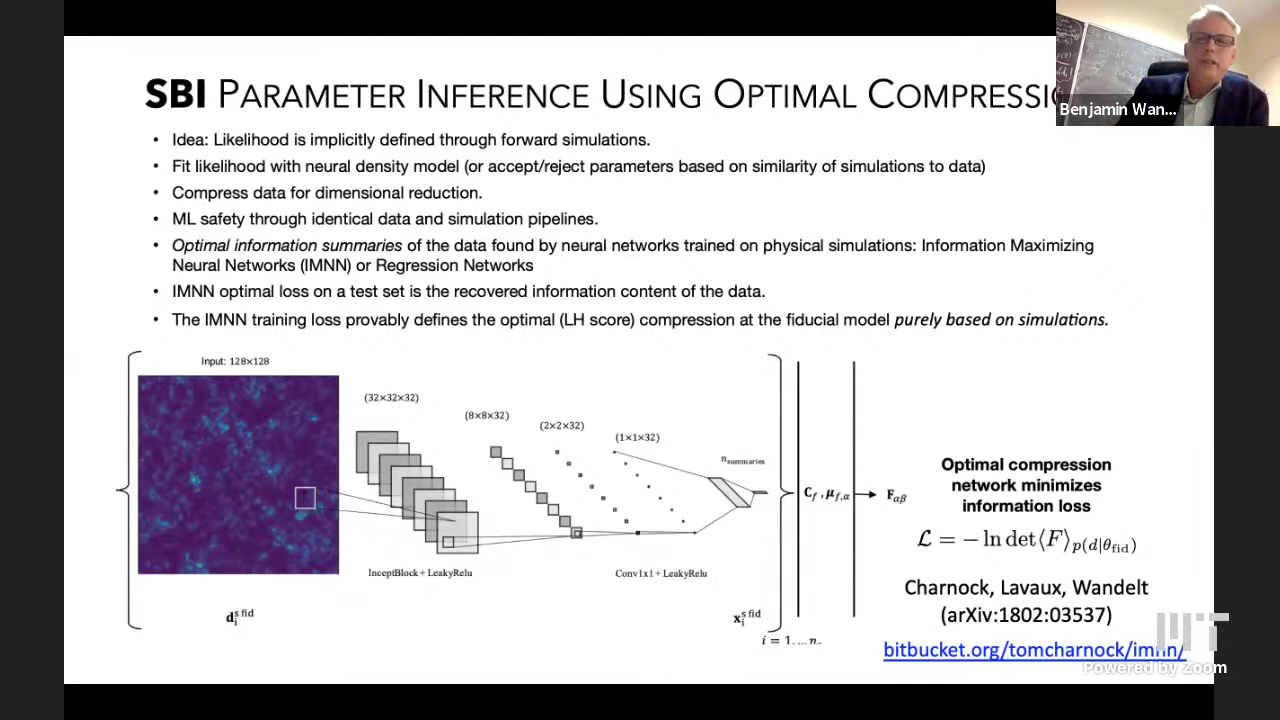 SBI PARAMETER INFERENCE USING OPTIMAL COMPRESSIO
Benjamin Wan...
• Idea: Likelihood is implicitly defined through forward simulations.
• Fit likelihood with neural density model (or accept/reject parameters based on similarity of simulations to data)
• Compress data for dimensional reduction.
• ML safety through identical data and simulation pipelines.
• Optimal information summaries of the data found by neural networks trained on physical simulations: Information Maximizing
Neural Networks (IMNN) or Regression Networks
• IMNN optimal loss on a test set is the recovered information content of the data.
• The IMNN training loss provably defines the optimal (LH score) compression at the fiducial model purely based on simulations.
Input: 128×128
(32×32×32)
(8×8×32)
(2×2×32)
(1×1×32)
n_summaries
C_f , μ_{f,α}
F_{αβ}
InceptBlock + LeakyRelu
Conv1x1 + LeakyRelu
d_i^{s fid}
x_i^{s fid}
i = 1, ... n
Optimal compression
network minimizes
information loss
ℒ = − ln det⟨F⟩_{p(d|θ_fid)}
Charnock, Lavaux, Wandelt
(arXiv:1802:03537)
bitbucket.org/tomcharnock/imnn/
MIT
Powered by Zoom